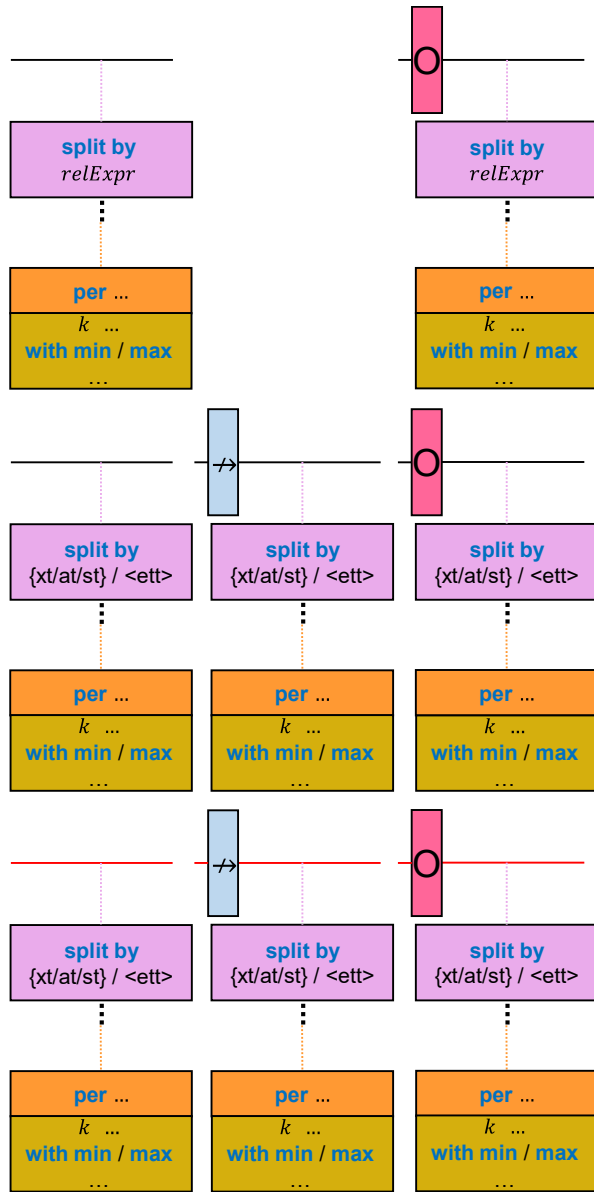 O
split by
relExpr
split by
relExpr
per ...
k ...
with min / max
...
per ...
k ...
with min / max
...
↛
O
split by
{xt/at/st} / <ett>
split by
{xt/at/st} / <ett>
split by
{xt/at/st} / <ett>
per ...
k ...
with min / max
...
per ...
k ...
with min / max
...
per ...
k ...
with min / max
...
↛
O
split by
{xt/at/st} / <ett>
split by
{xt/at/st} / <ett>
split by
{xt/at/st} / <ett>
per ...
k ...
with min / max
...
per ...
k ...
with min / max
...
per ...
k ...
with min / max
...